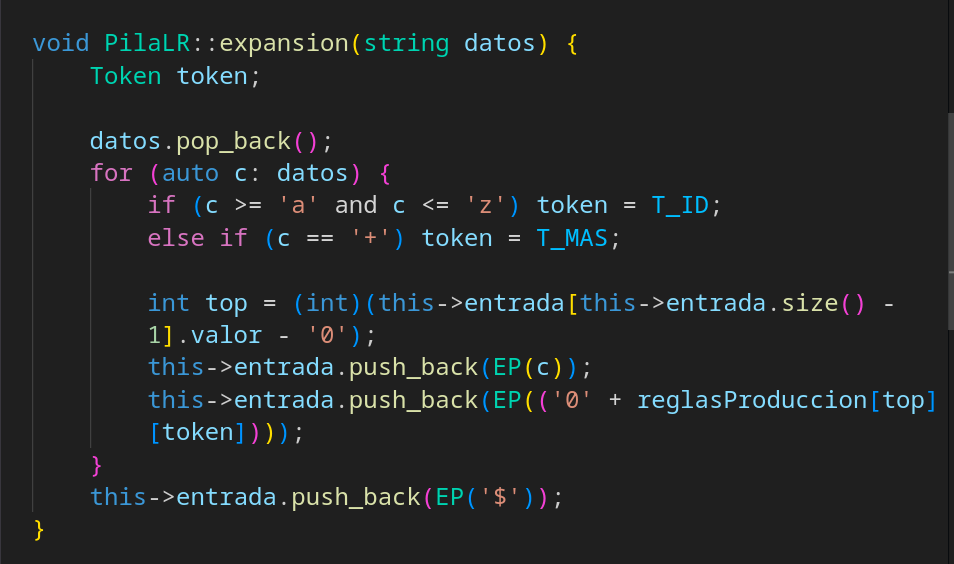 void PilaLR::expansion(string datos) {
    Token token;

    datos.pop_back();
    for (auto c: datos) {
        if (c >= 'a' and c <= 'z') token = T_ID;
        else if (c == '+') token = T_MAS;

        int top = (int)(this->entrada[this->entrada.size() -
        1].valor - '0');
        this->entrada.push_back(EP(c));
        this->entrada.push_back(EP(('0' + reglasProduccion[top]
        [token])));
    }
    this->entrada.push_back(EP('$'));
}